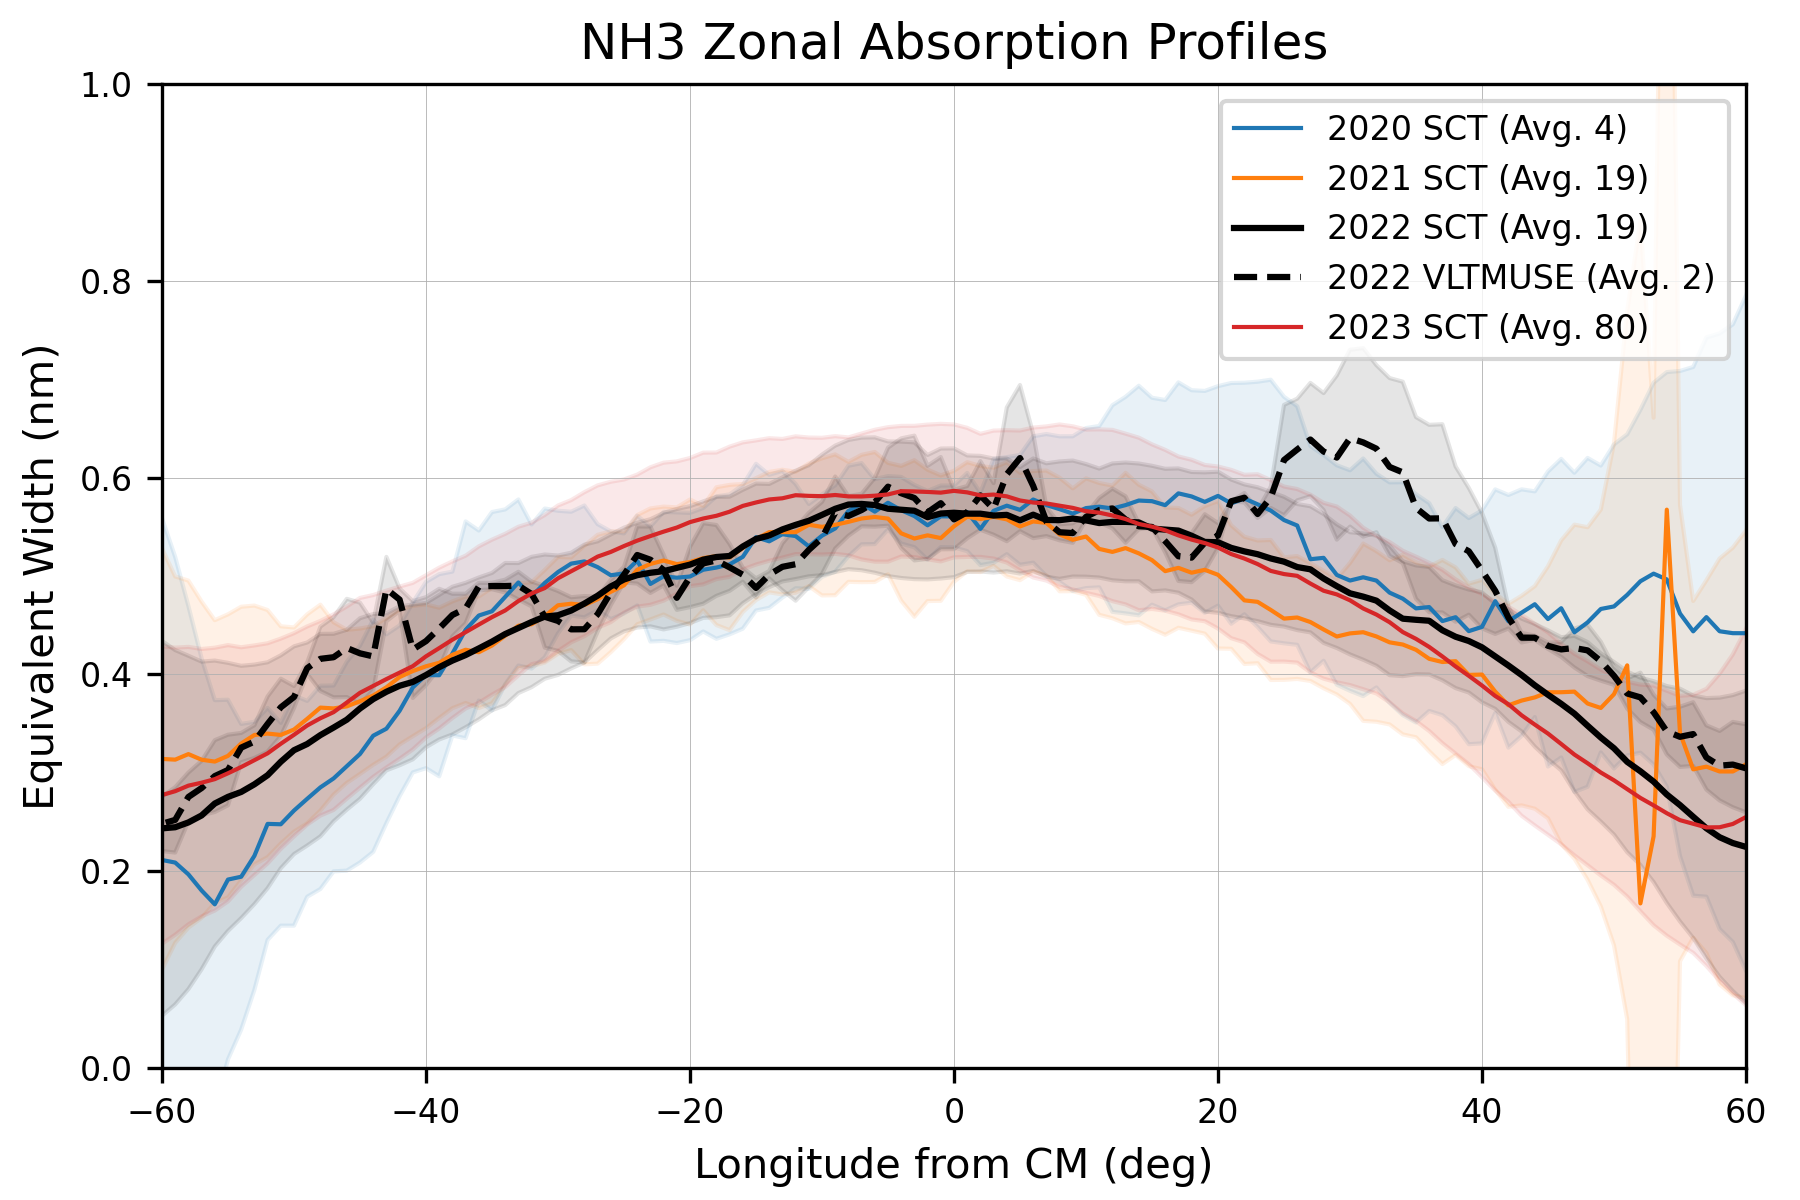 NH3 Zonal Absorption Profiles
1.0
0.8
0.6
0.4
0.2
0.0
Equivalent Width (nm)
2020 SCT (Avg. 4)
2021 SCT (Avg. 19)
2022 SCT (Avg. 19)
2022 VLTMUSE (Avg. 2)
2023 SCT (Avg. 80)
−60 −40 −20 0 20 40 60
Longitude from CM (deg)